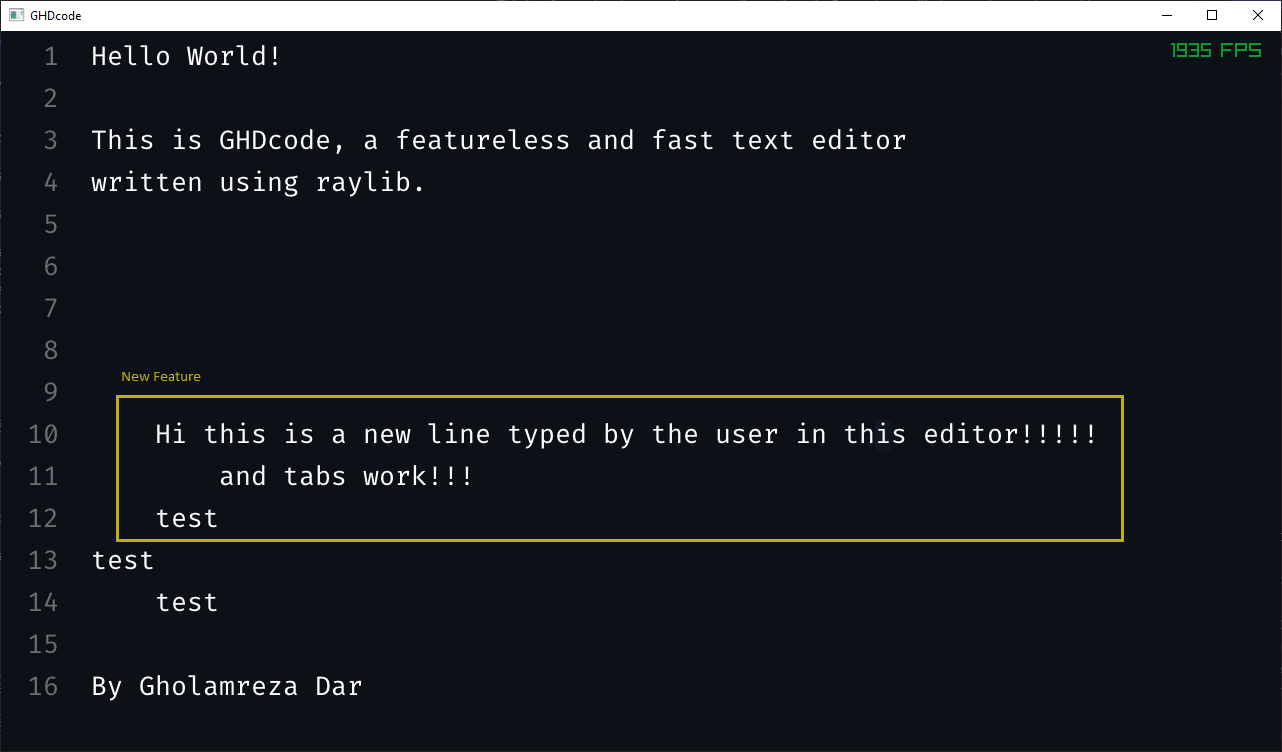 GHDcode
1935 FPS
1 Hello World!
2
3 This is GHDcode, a featureless and fast text editor
4 written using raylib.
5
6
7
8
New Feature
9
10 Hi this is a new line typed by the user in this editor!!!!!
11 and tabs work!!!
12 test
13 test
14 test
15
16 By Gholamreza Dar